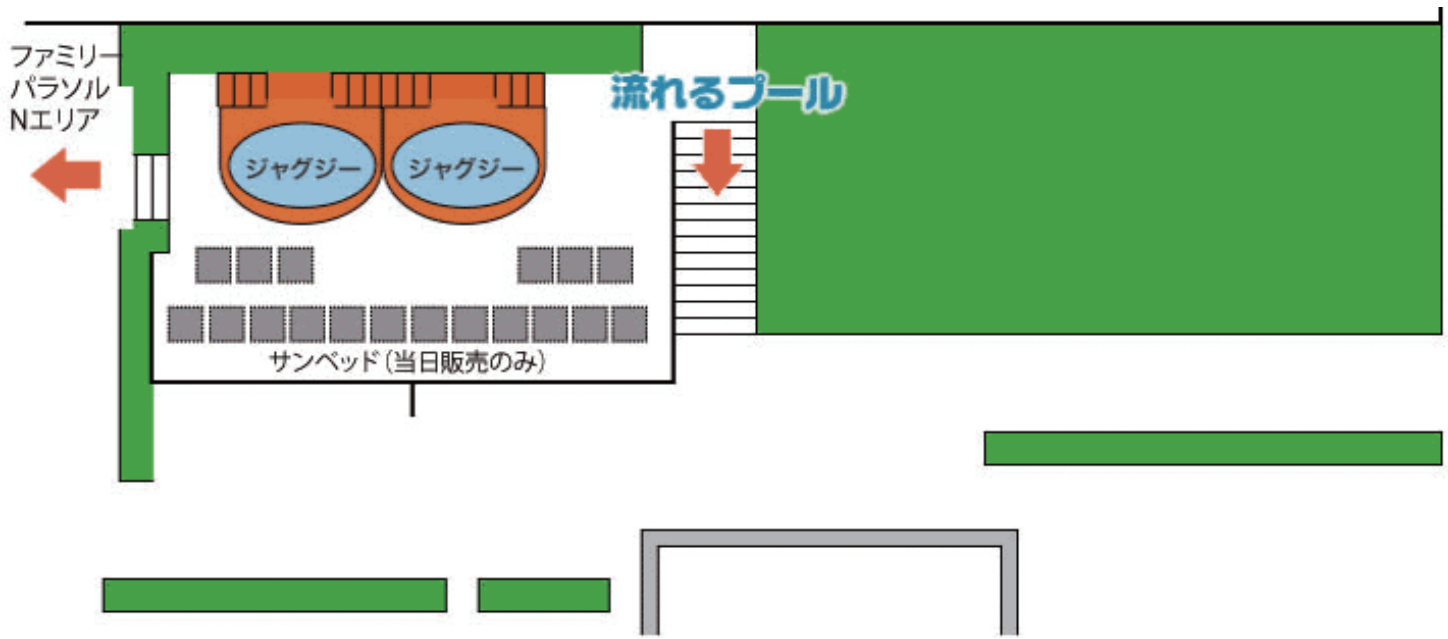 ファミリー
パラソル
Nエリア
流れるプール
ジャグジー
ジャグジー
サンベッド(当日販売のみ)